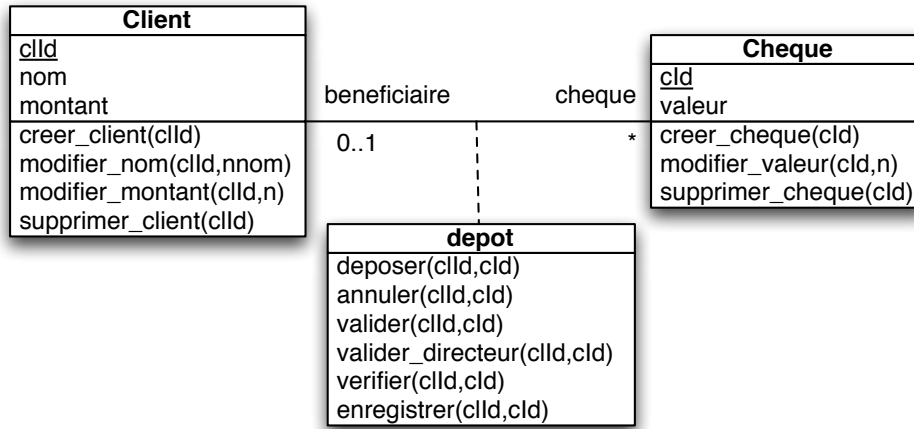 Client
clId
nom
montant
creer_client(clId)
modifier_nom(clId,nnom)
modifier_montant(clId,n)
supprimer_client(clId)
beneficiaire
cheque
0..1
*
Cheque
cId
valeur
creer_cheque(cId)
modifier_valeur(cId,n)
supprimer_cheque(cId)
depot
deposer(clId,cId)
annuler(clId,cId)
valider(clId,cId)
valider_directeur(clId,cId)
verifier(clId,cId)
enregistrer(clId,cId)